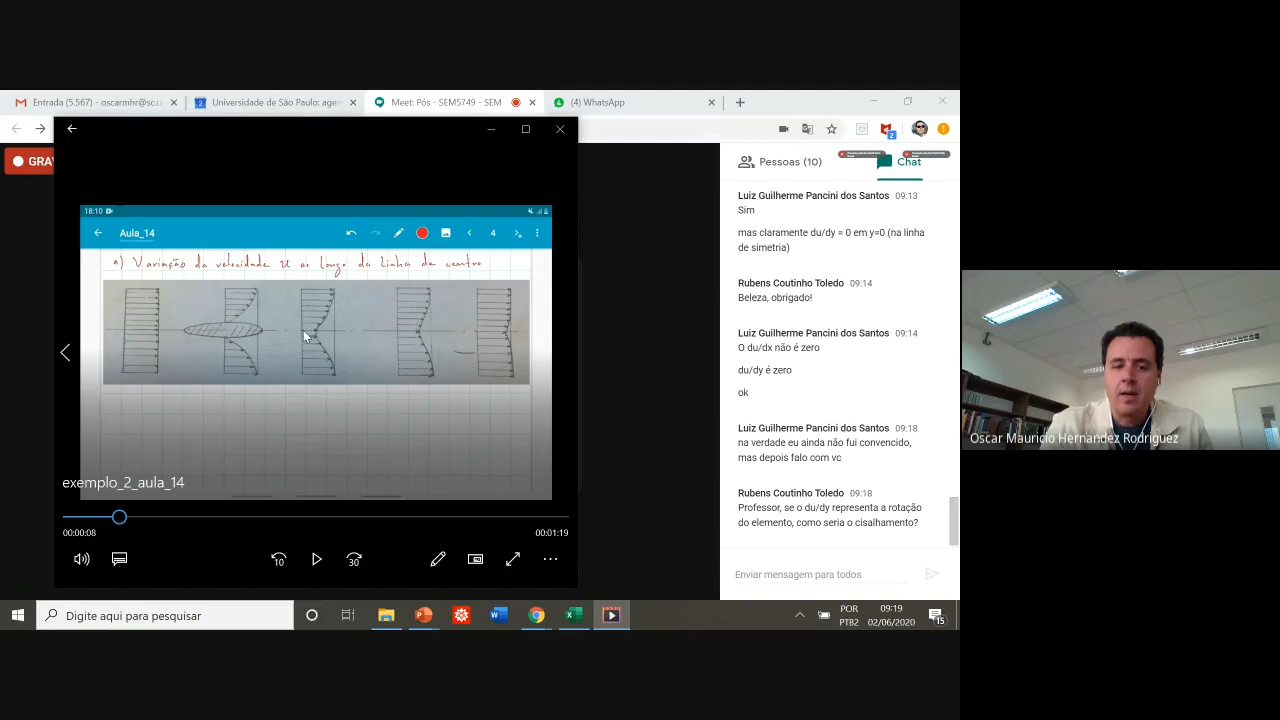 Entrada (5.567) - oscarmhr@sc.u
Universidade de São Paulo: agen
Meet: Pós - SEM5749 - SEM
(4) WhatsApp
GRAV
2
Pessoas (10)
Chat
Luiz Guilherme Pancini dos Santos 09:13
Sim
mas claramente du/dy = 0 em y=0 (na linha
de simetria)
Rubens Coutinho Toledo 09:14
Beleza, obrigado!
Luiz Guilherme Pancini dos Santos 09:14
O du/dx não é zero
du/dy é zero
ok
Luiz Guilherme Pancini dos Santos 09:18
na verdade eu ainda não fui convencido,
mas depois falo com vc
Rubens Coutinho Toledo 09:18
Professor, se o du/dy representa a rotação
do elemento, como seria o cisalhamento?
Enviar mensagem para todos
18:10
Aula_14
4
a) Variação da velocidade u ao longo da linha de centro
exemplo_2_aula_14
00:00:08
00:01:19
10
30
Digite aqui para pesquisar
POR
PTB2
09:19
02/06/2020
15
Oscar Mauricio Hernandez Rodriguez